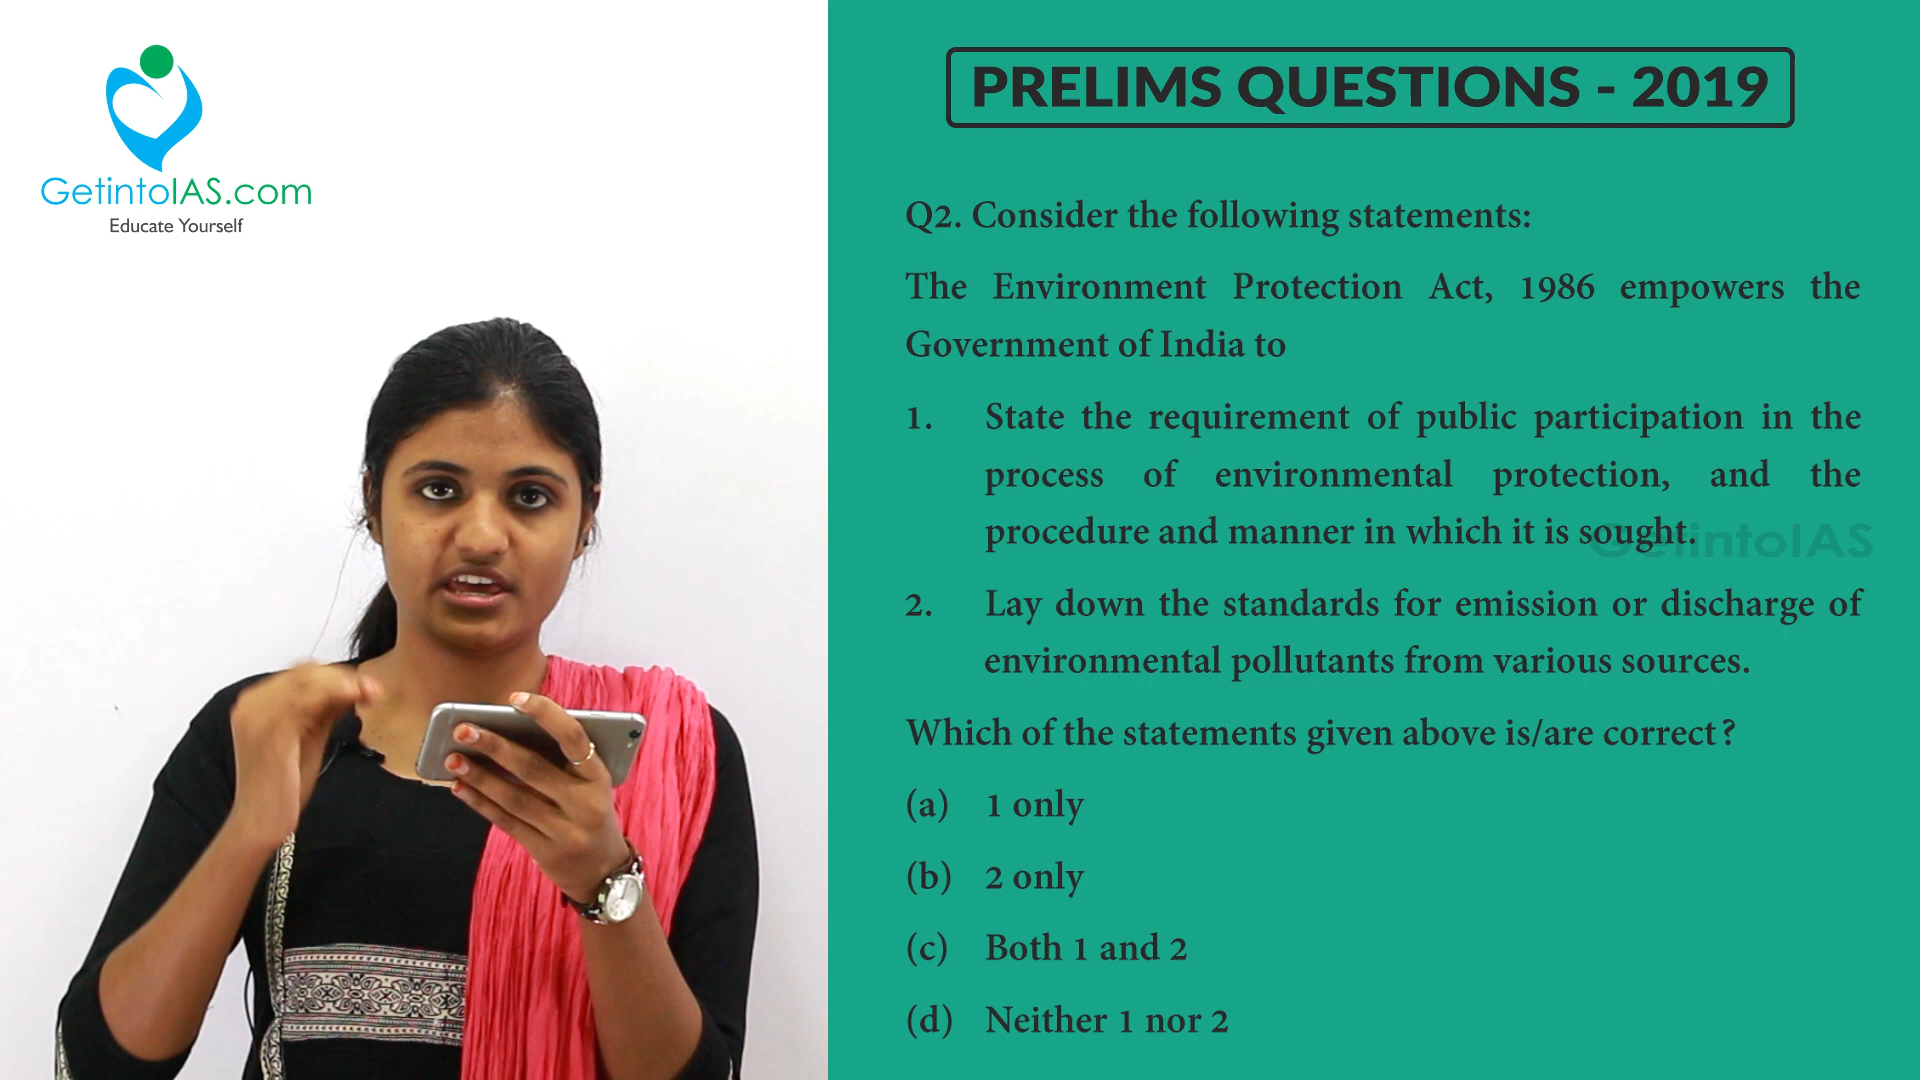 GetintoIAS.com
Educate Yourself
PRELIMS QUESTIONS - 2019
Q2. Consider the following statements:
The Environment Protection Act, 1986 empowers the
Government of India to
1. State the requirement of public participation in the
process of environmental protection, and the
procedure and manner in which it is sought.
GetintoIAS
2. Lay down the standards for emission or discharge of
environmental pollutants from various sources.
Which of the statements given above is/are correct?
(a) 1 only
(b) 2 only
(c) Both 1 and 2
(d) Neither 1 nor 2